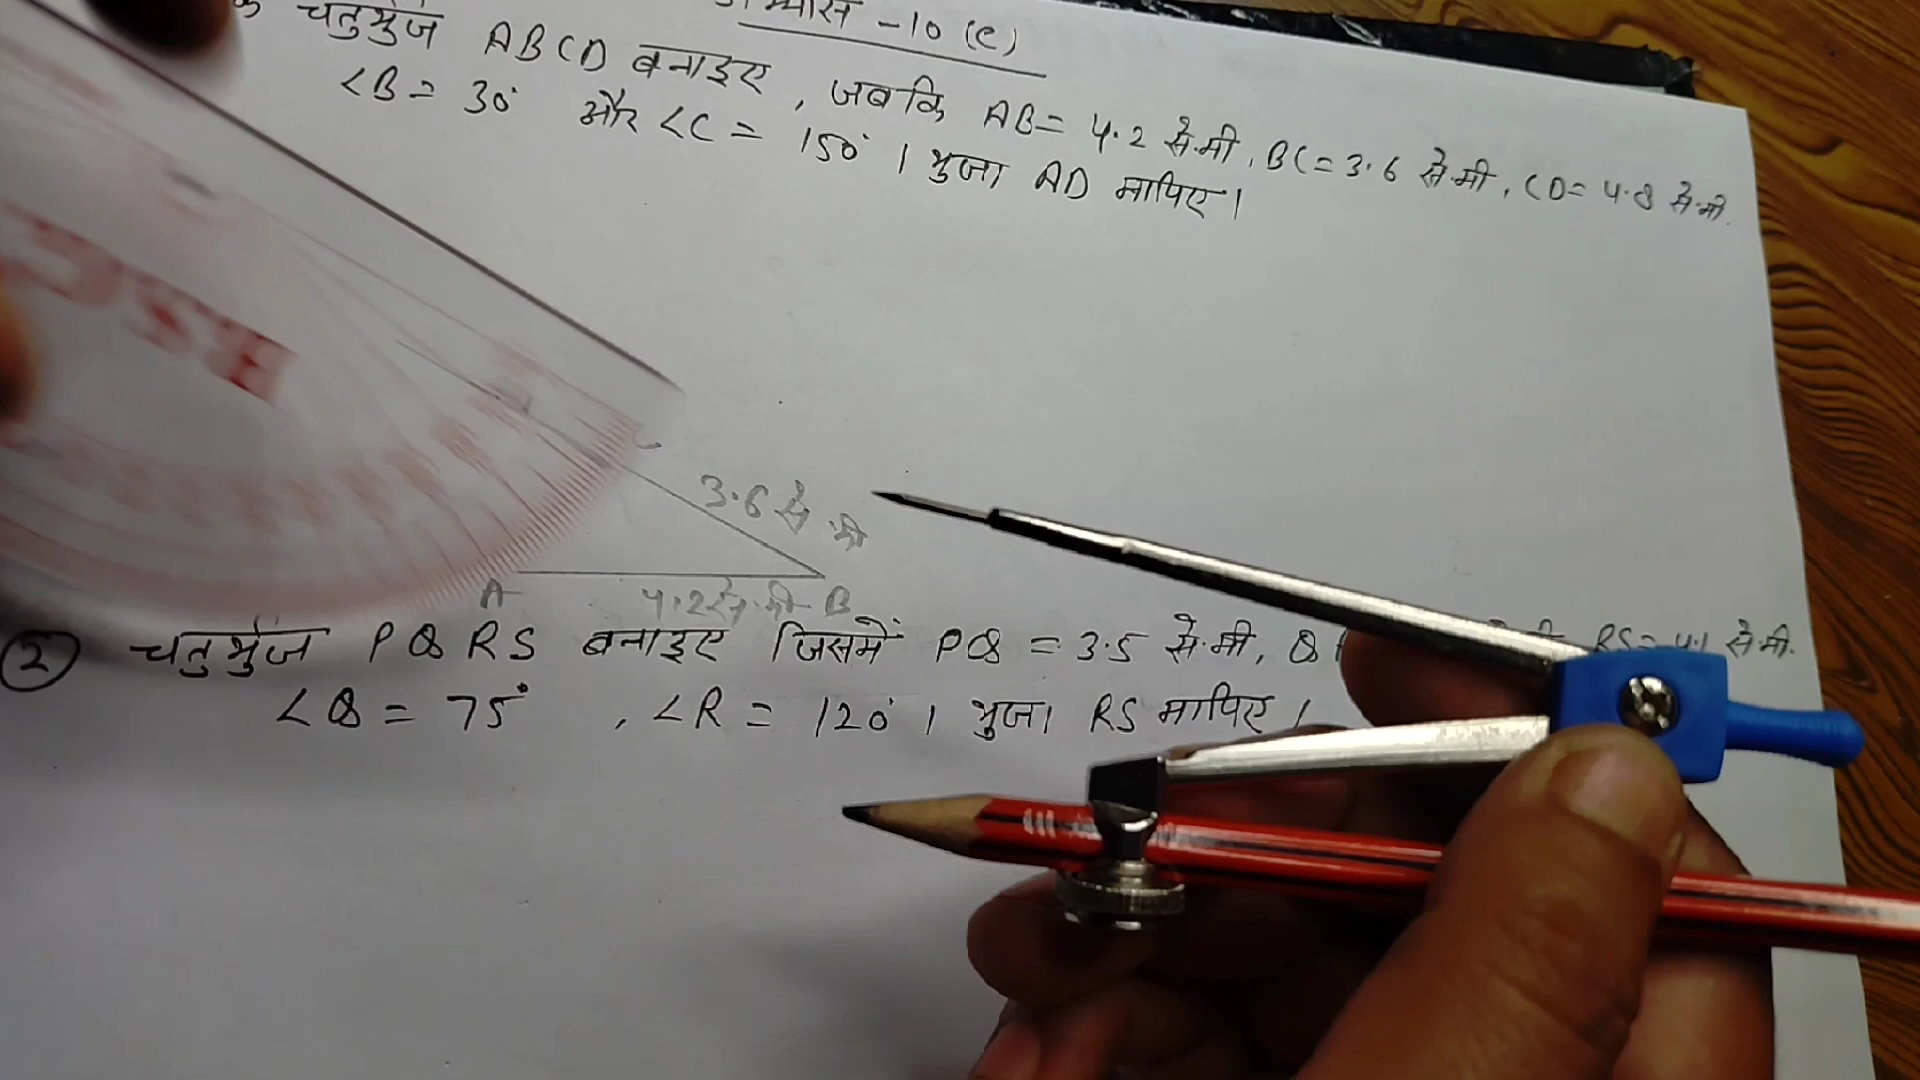 अभ्यास -10 (e)
चतुर्भुज ABCD बनाइए, जबकि AB= 4.2 से.मी, BC=3.6 से.मी, CD=4.8 से.मी.
<B= 30° और <C= 150°। भुजा AD मापिए।
C
3.6 से.मी
A 4.2से.मी B
② चतुर्भुज PQRS बनाइए जिसमें PQ = 3.5 से.मी, Q RS=4.1 से.मी.
<Q = 75° , <R = 120°। भुजा RS मापिए।